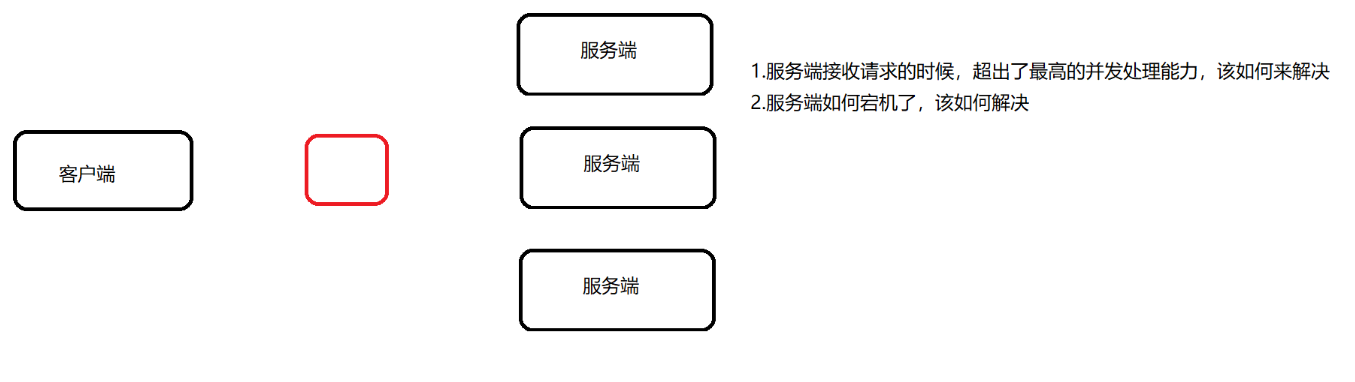 服务端
1.服务端接收请求的时候，超出了最高的并发处理能力，该如何来解决
2.服务端如何宕机了，该如何解决
客户端
服务端
服务端